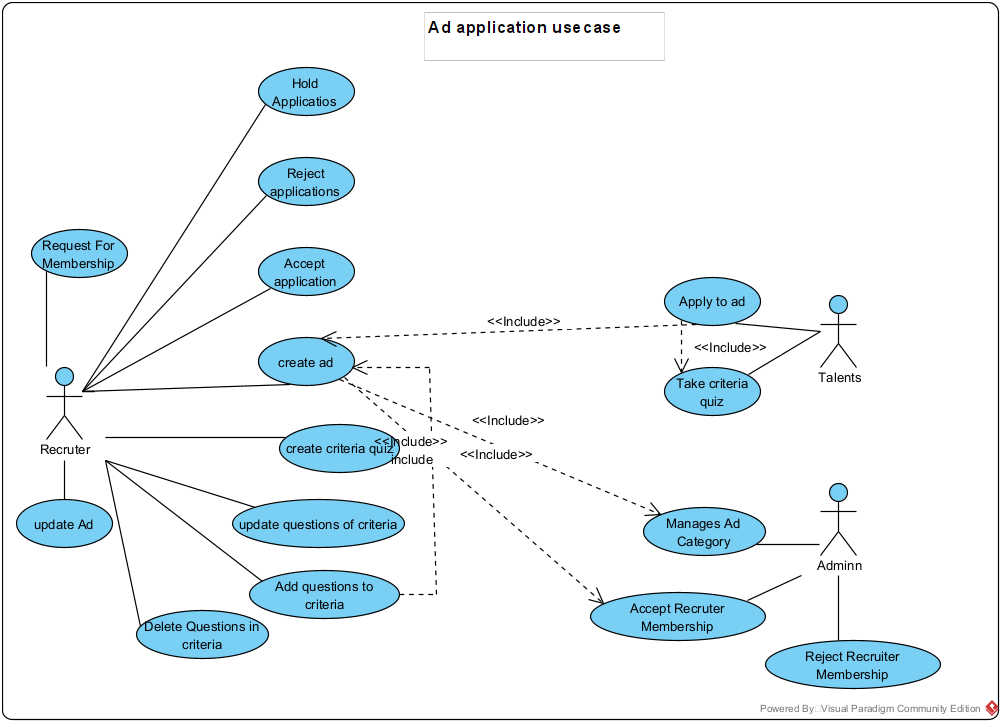 Ad application usecase
Hold
Applicatios
Reject
applications
Request For
Membership
Accept
application
Apply to ad
<<Include>>
<<Include>>
create ad
Take criteria
quiz
Talents
Recruter
<<Include>>
create criteria quiz
<<Include>>
include
<<Include>>
update Ad
update questions of criteria
Manages Ad
Category
Adminn
Add questions to
criteria
Accept Recruter
Membership
Delete Questions in
criteria
Reject Recruiter
Membership
Powered By Visual Paradigm Community Edition